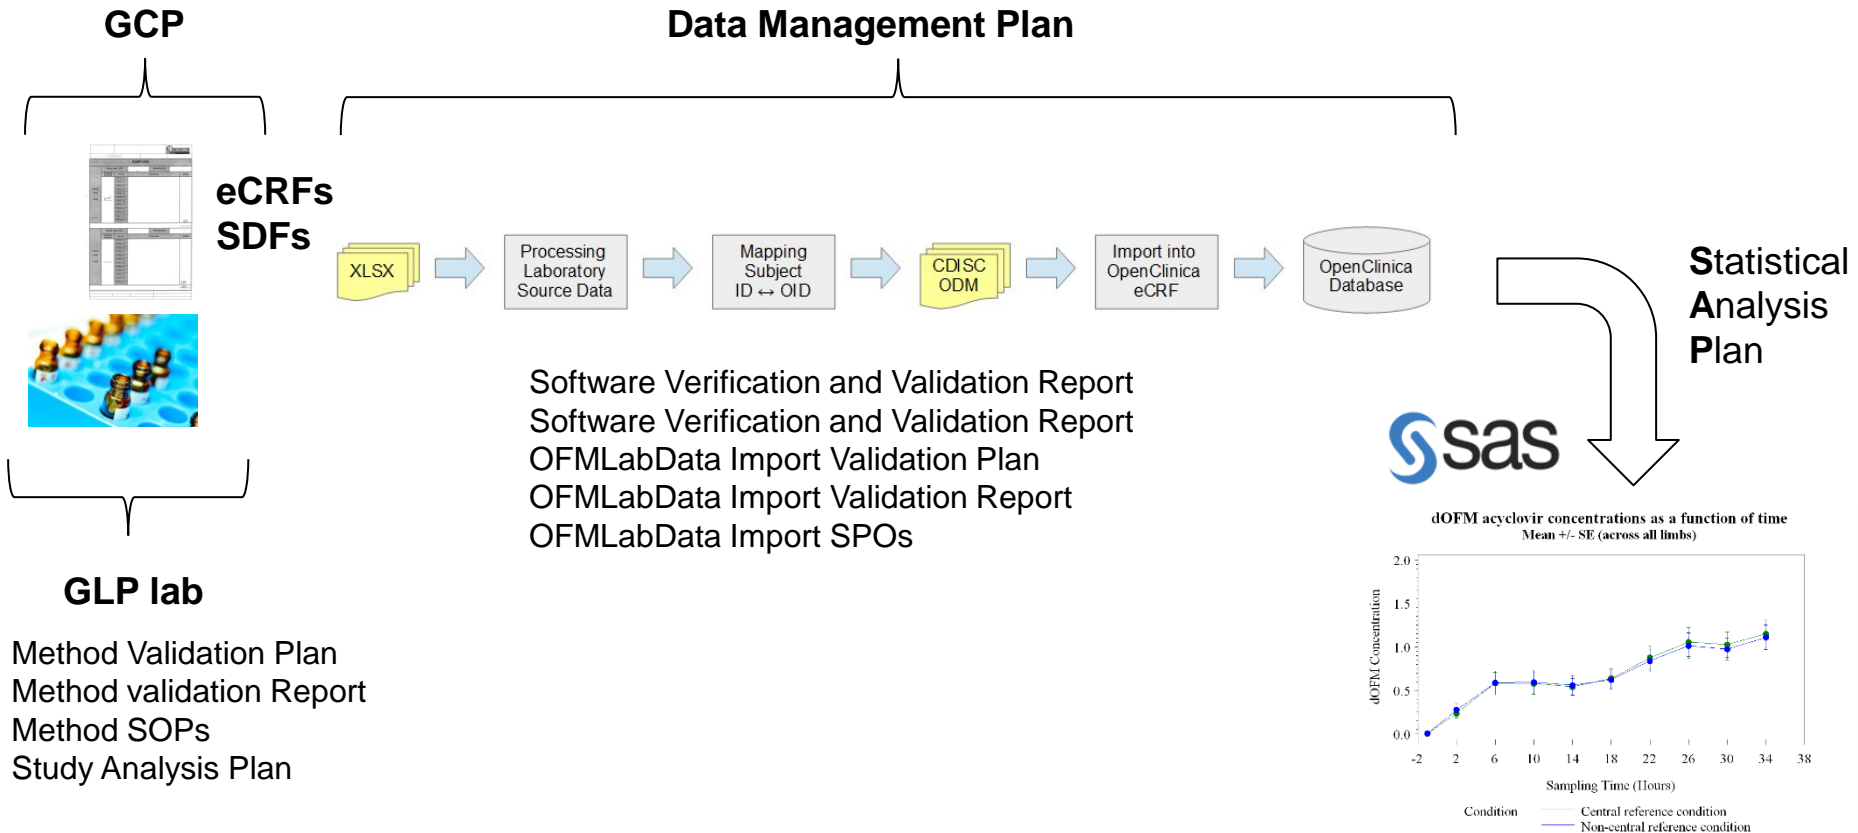 GCP
Data Management Plan
eCRFs
SDFs
XLSX
Processing
Laboratory
Source Data
Mapping
Subject
ID ↔ OID
CDISC
ODM
Import into
OpenClinica
eCRF
OpenClinica
Database
Statistical
Analysis
Plan
Software Verification and Validation Report
Software Verification and Validation Report
OFMLabData Import Validation Plan
OFMLabData Import Validation Report
OFMLabData Import SPOs
sas
GLP lab
Method Validation Plan
Method validation Report
Method SOPs
Study Analysis Plan
dOFM acyclovir concentrations as a function of time
Mean +/- SE (across all limbs)
dOFM Concentration
2.0
1.5
1.0
0.5
0.0
-2 2 6 10 14 18 22 26 30 34 38
Sampling Time (Hours)
Condition
Central reference condition
Non-central reference condition